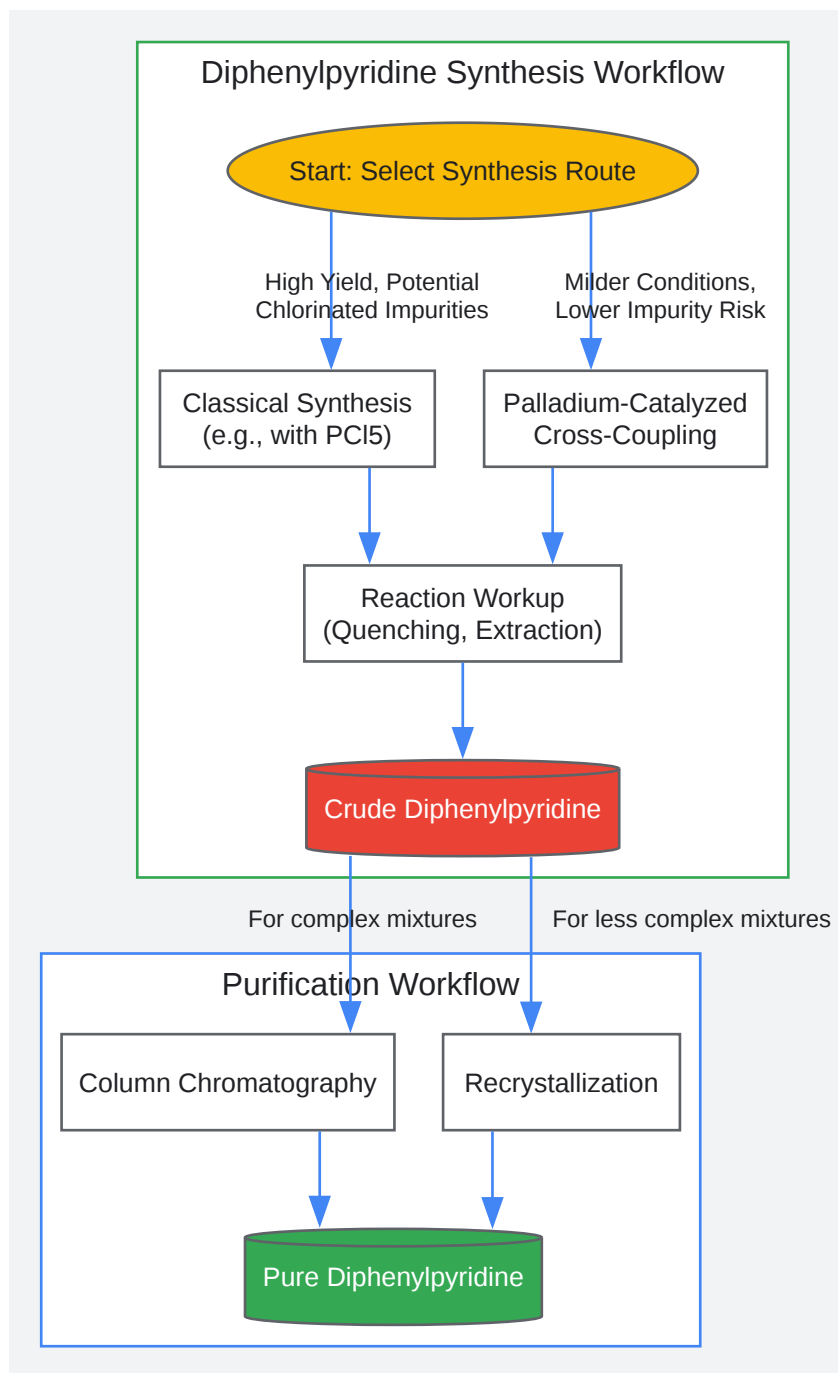 Diphenylpyridine Synthesis Workflow
Start: Select Synthesis Route
High Yield, Potential
Chlorinated Impurities
Milder Conditions,
Lower Impurity Risk
Classical Synthesis
(e.g., with PCl5)
Palladium-Catalyzed
Cross-Coupling
Reaction Workup
(Quenching, Extraction)
Crude Diphenylpyridine
For complex mixtures
For less complex mixtures
Purification Workflow
Column Chromatography
Recrystallization
Pure Diphenylpyridine